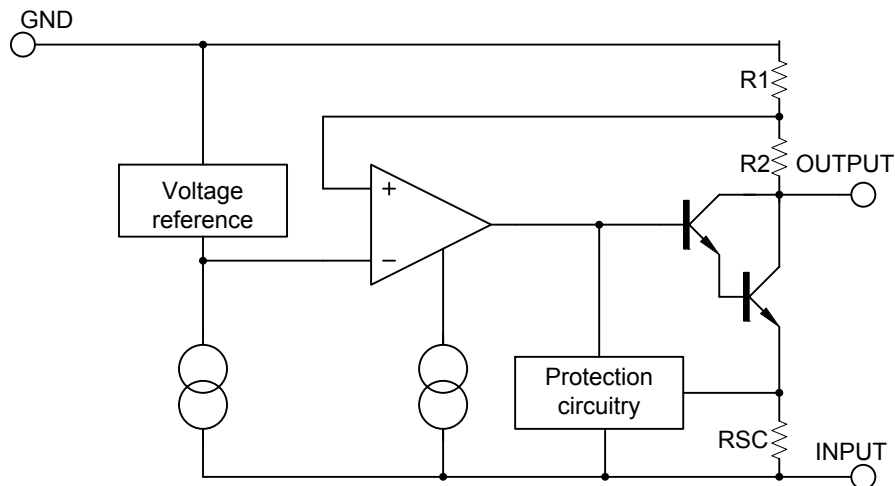 GND
R1
R2
OUTPUT
Voltage
reference
+
−
Protection
circuitry
RSC
INPUT